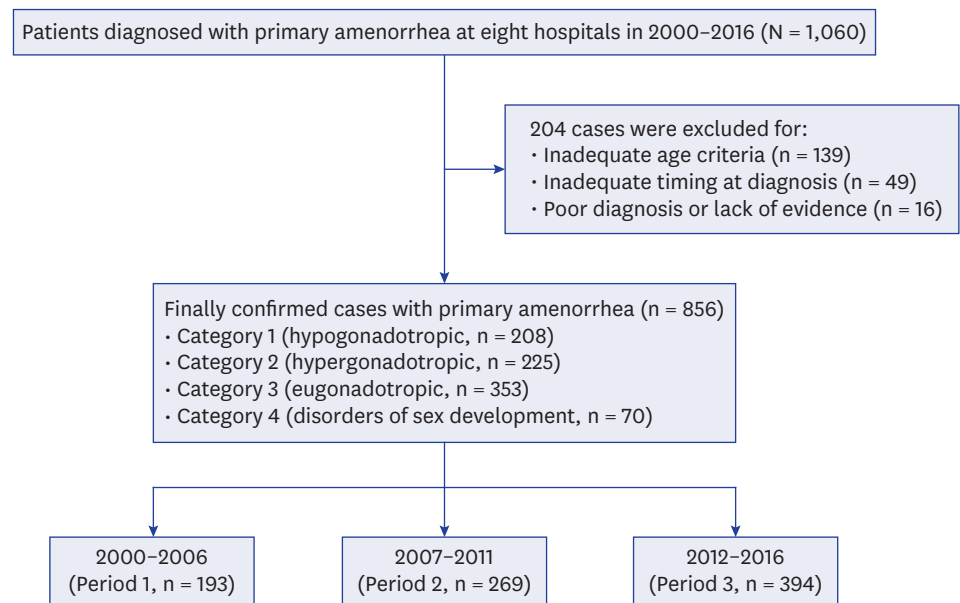 Patients diagnosed with primary amenorrhea at eight hospitals in 2000–2016 (N = 1,060)
204 cases were excluded for:
· Inadequate age criteria (n = 139)
· Inadequate timing at diagnosis (n = 49)
· Poor diagnosis or lack of evidence (n = 16)
Finally confirmed cases with primary amenorrhea (n = 856)
· Category 1 (hypogonadotropic, n = 208)
· Category 2 (hypergonadotropic, n = 225)
· Category 3 (eugonadotropic, n = 353)
· Category 4 (disorders of sex development, n = 70)
2000–2006
(Period 1, n = 193)
2007–2011
(Period 2, n = 269)
2012–2016
(Period 3, n = 394)